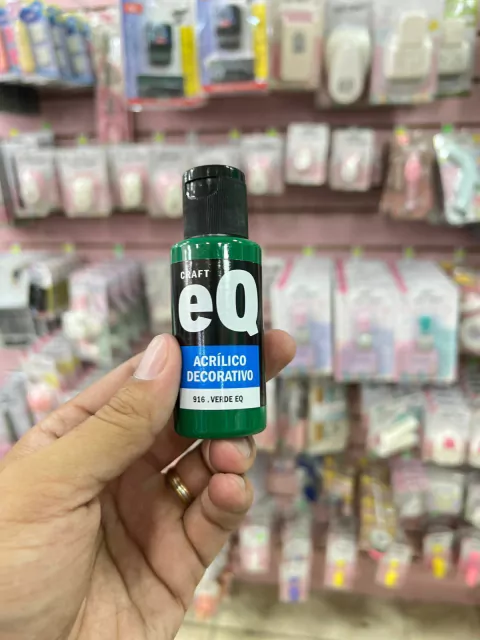 CRAFT
eQ
ACRÍLICO
DECORATIVO
916 . VERDE EQ